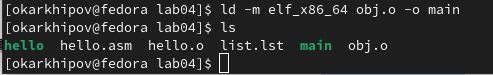 [okarkhipov@fedora lab04]$ ld -m elf_x86_64 obj.o -o main
[okarkhipov@fedora lab04]$ ls
hello  hello.asm  hello.o  list.lst  main  obj.o
[okarkhipov@fedora lab04]$